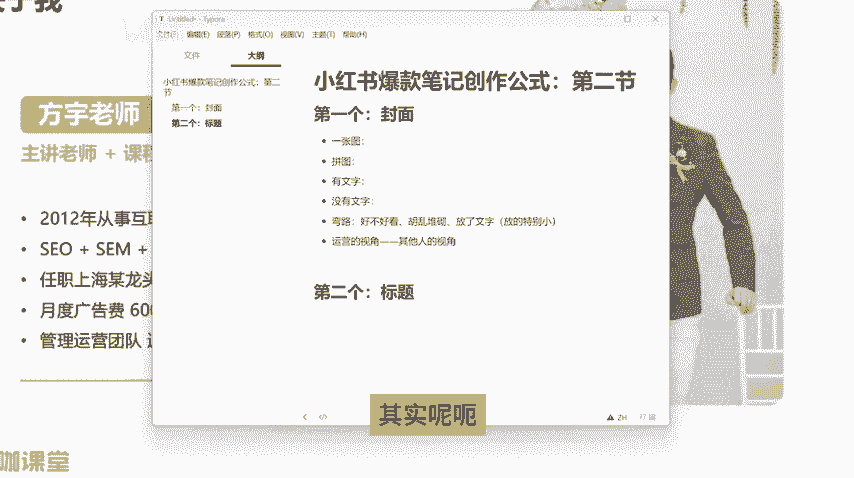 Untitled - Typora
文件(F) 编辑(E) 段落(P) 格式(O) 视图(V) 主题(T) 帮助(H)
文件 大纲
小红书爆款笔记创作公式：第二节
第一个：封面
第二个：标题
小红书爆款笔记创作公式：第二节
第一个：封面
一张图：
拼图：
有文字：
没有文字：
弯路：好不好看、胡乱堆砌、放了文字（放的特别小）
运营的视角——其他人的视角
第二个：标题
ZH
方宇老师
主讲老师 + 课程
2012年从事互联
SEO + SEM +
任职上海某龙头
月度广告费 600
管理运营团队
其实呢呃
咖课堂